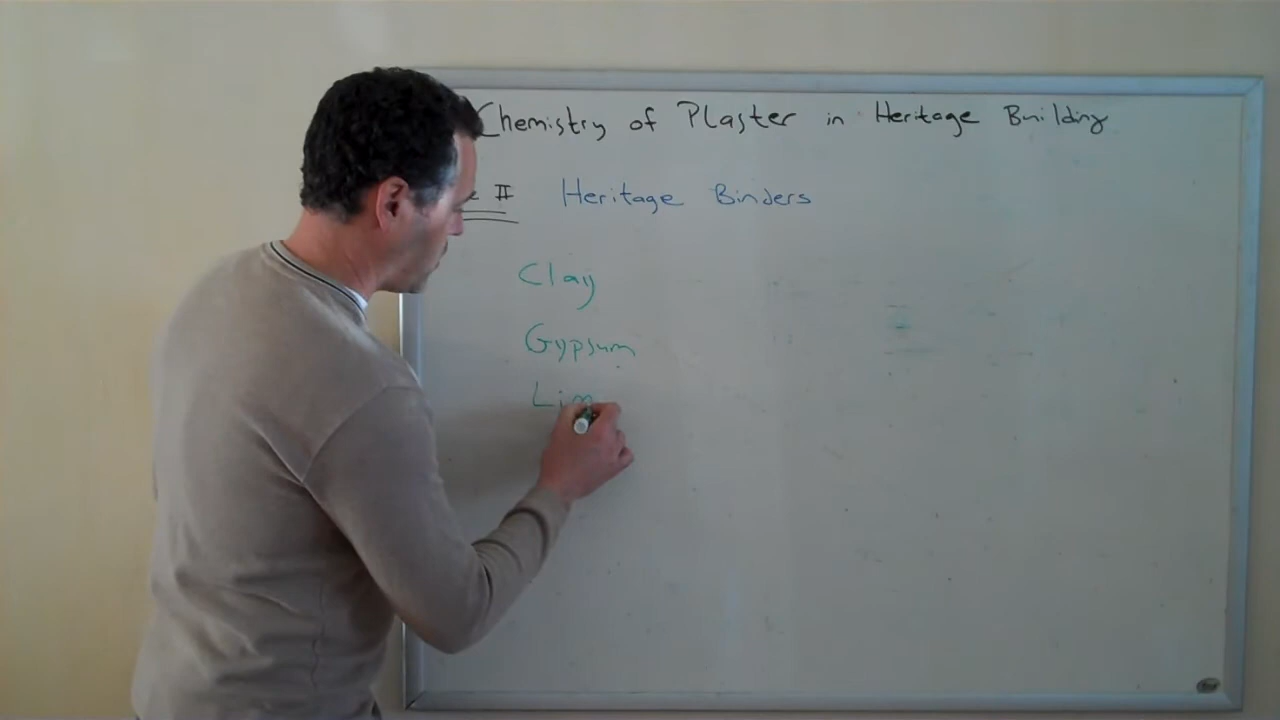 Chemistry of Plaster in Heritage Building
II Heritage Binders
Clay
Gypsum
Lim